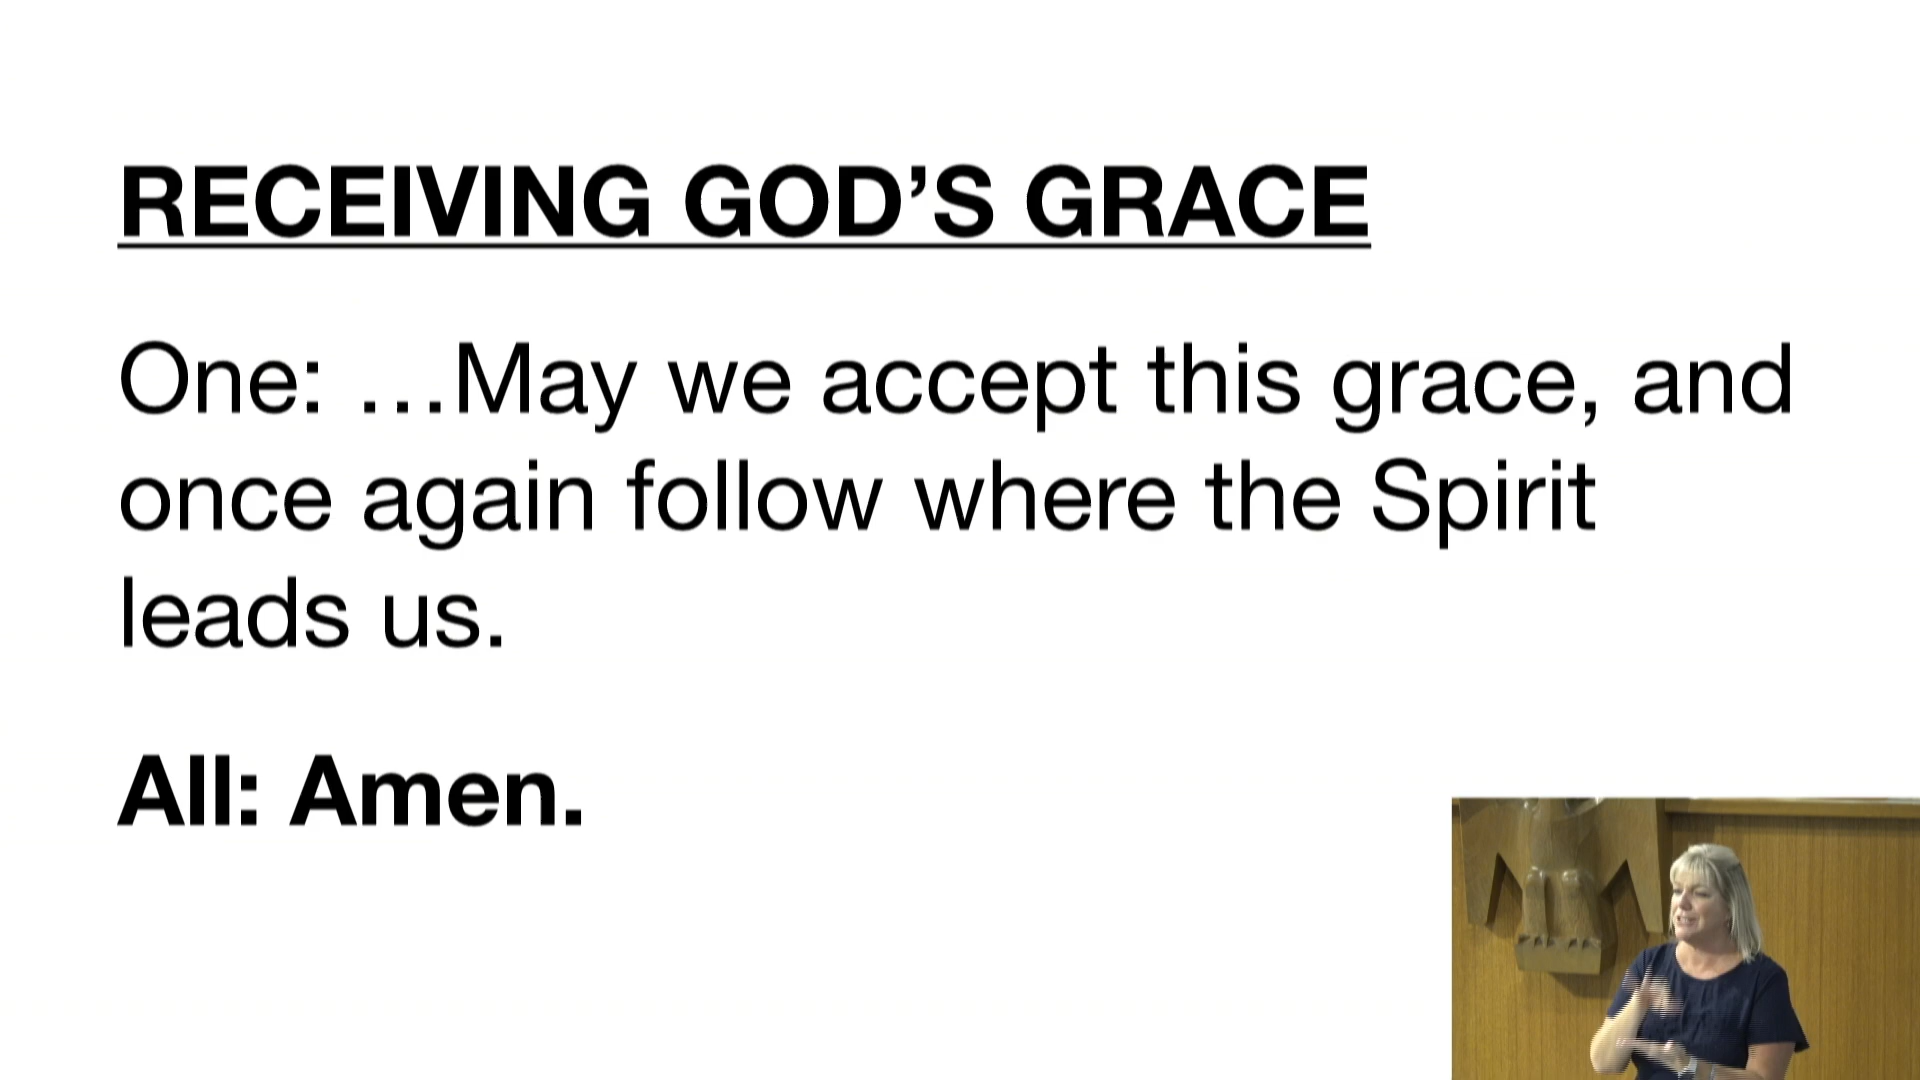 RECEIVING GOD’S GRACE
One: …May we accept this grace, and
once again follow where the Spirit
leads us.
All: Amen.